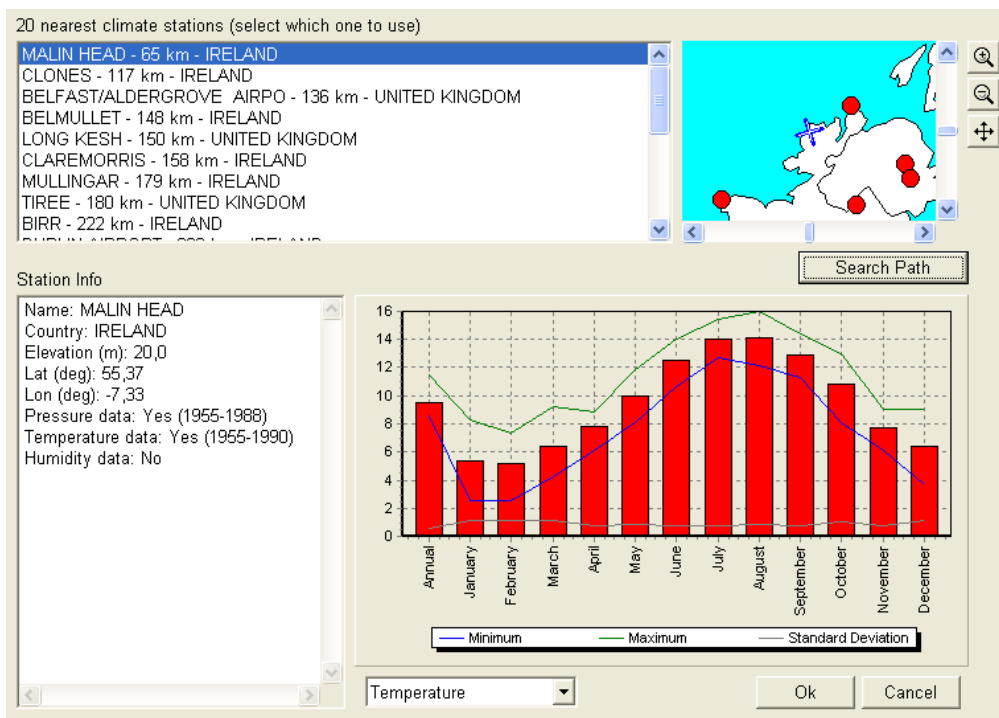 20 nearest climate stations (select which one to use)
MALIN HEAD - 65 km - IRELAND
CLONES - 117 km - IRELAND
BELFAST/ALDERGROVE AIRPO - 136 km - UNITED KINGDOM
BELMULLET - 148 km - IRELAND
LONG KESH - 150 km - UNITED KINGDOM
CLAREMORRIS - 158 km - IRELAND
MULLINGAR - 179 km - IRELAND
TIREE - 180 km - UNITED KINGDOM
BIRR - 222 km - IRELAND
Search Path
Station Info
Name: MALIN HEAD
Country: IRELAND
Elevation (m): 20,0
Lat (deg): 55,37
Lon (deg): -7,33
Pressure data: Yes (1955-1988)
Temperature data: Yes (1955-1990)
Humidity data: No
16
14
12
10
8
6
4
2
0
Annual
January
February
March
April
May
June
July
August
September
October
November
December
Minimum
Maximum
Standard Deviation
Temperature
Ok
Cancel